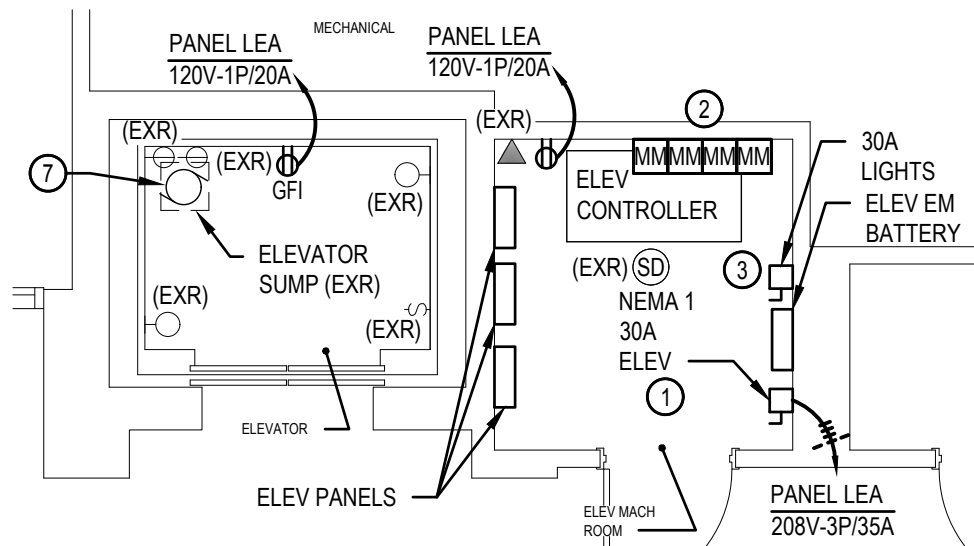 MECHANICAL
PANEL LEA
120V-1P/20A
PANEL LEA
120V-1P/20A
(EXR)
(EXR)
2
7
(EXR)
GFI
(EXR)
MM MM MM MM
30A
LIGHTS
ELEV EM
BATTERY
ELEV
CONTROLLER
ELEVATOR
SUMP (EXR)
(EXR) SD
3
NEMA 1
30A
ELEV
(EXR)
S
(EXR)
1
ELEVATOR
ELEV PANELS
ELEV MACH
ROOM
PANEL LEA
208V-3P/35A